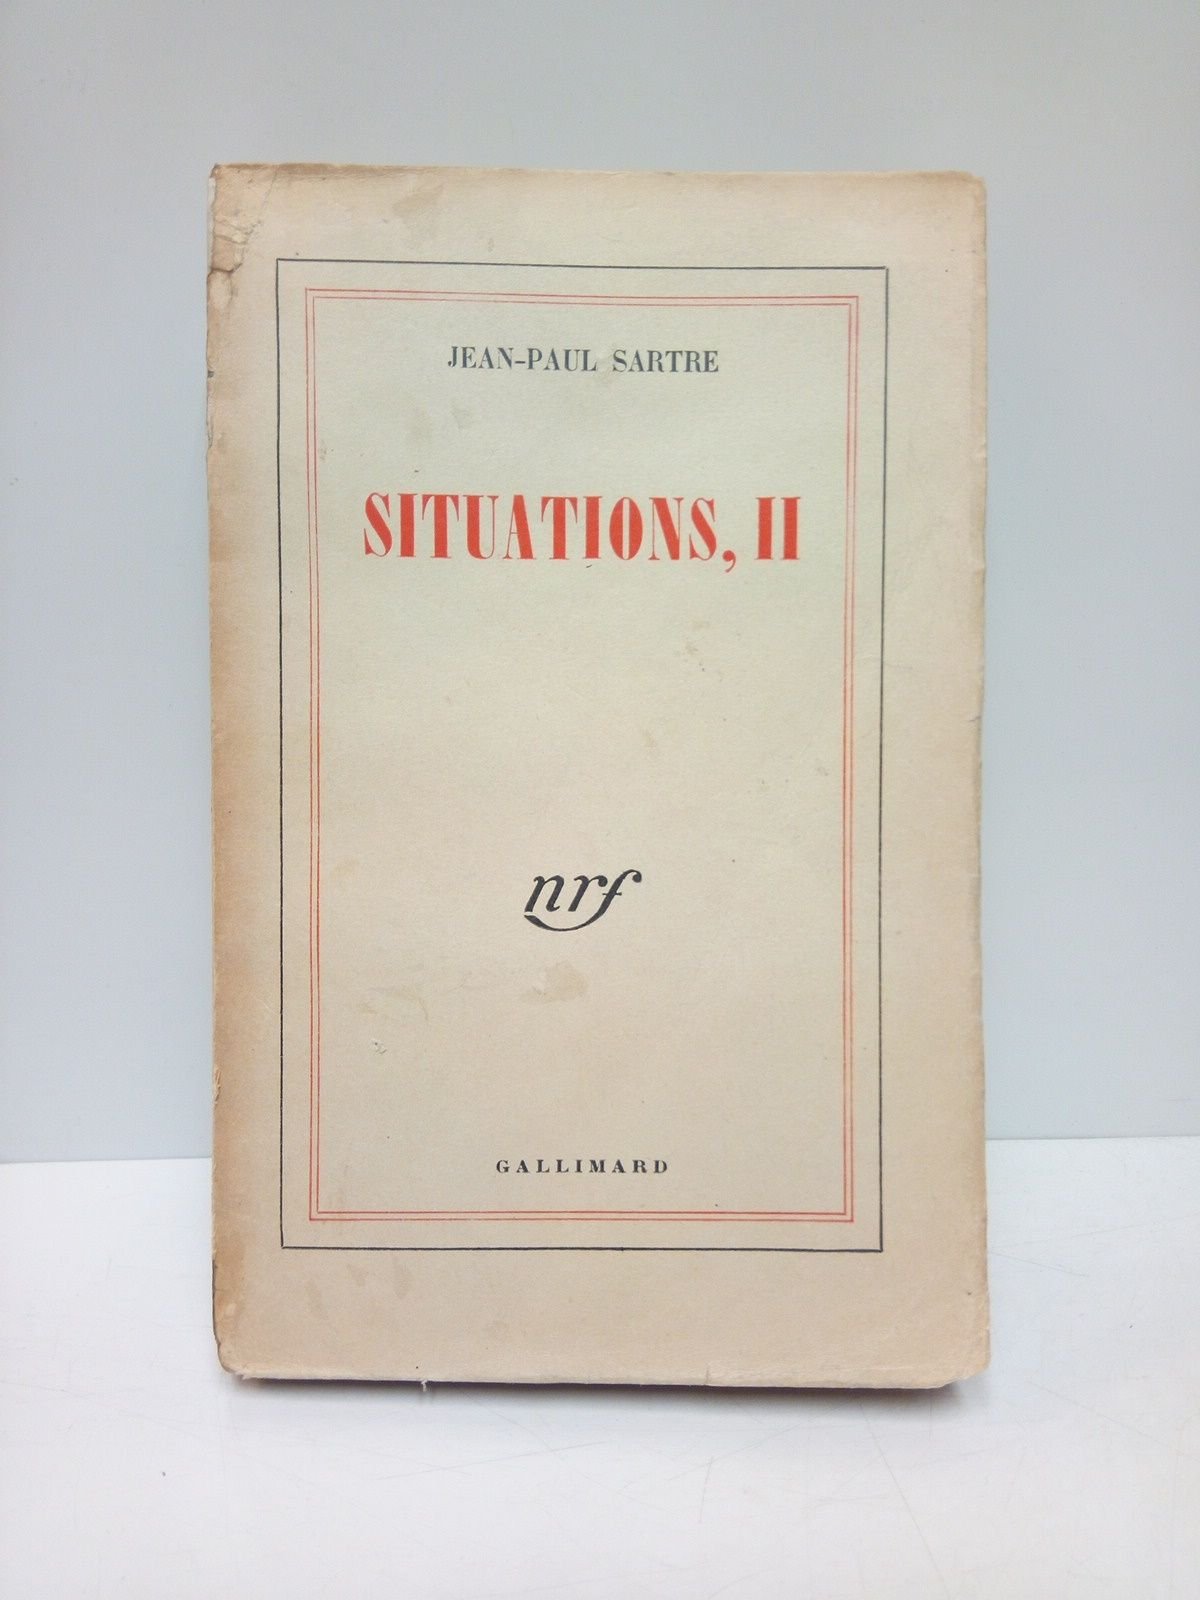 JEAN-PAUL SARTRE
SITUATIONS, II
nrf
GALLIMARD